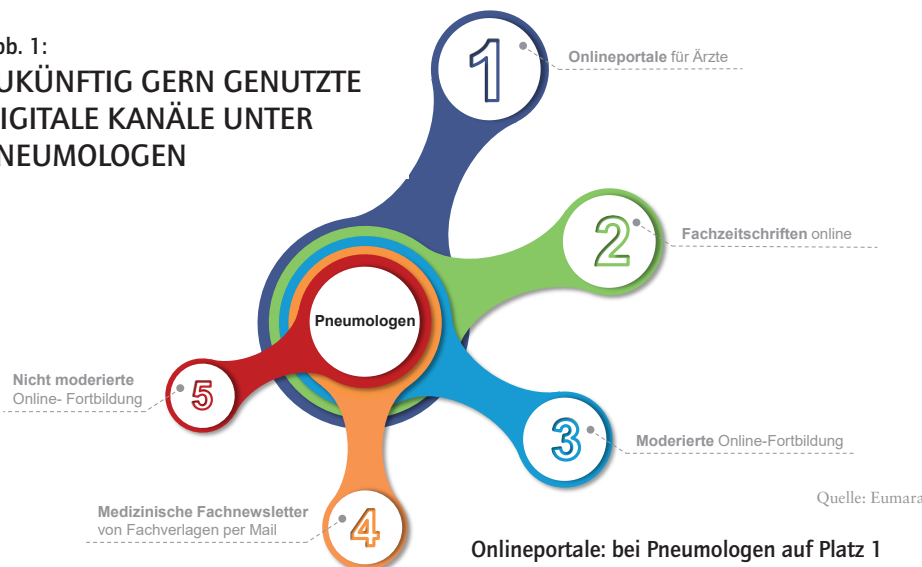 bb. 1:
UKÜNFTIG GERN GENUTZTE
IGITALE KANÄLE UNTER
NEUMOLOGEN
1
Onlineportale für Ärzte
2
Fachzeitschriften online
Pneumologen
3
Moderierte Online-Fortbildung
4
Medizinische Fachnewsletter
von Fachverlagen per Mail
5
Nicht moderierte
Online- Fortbildung
Quelle: Eumara
Onlineportale: bei Pneumologen auf Platz 1